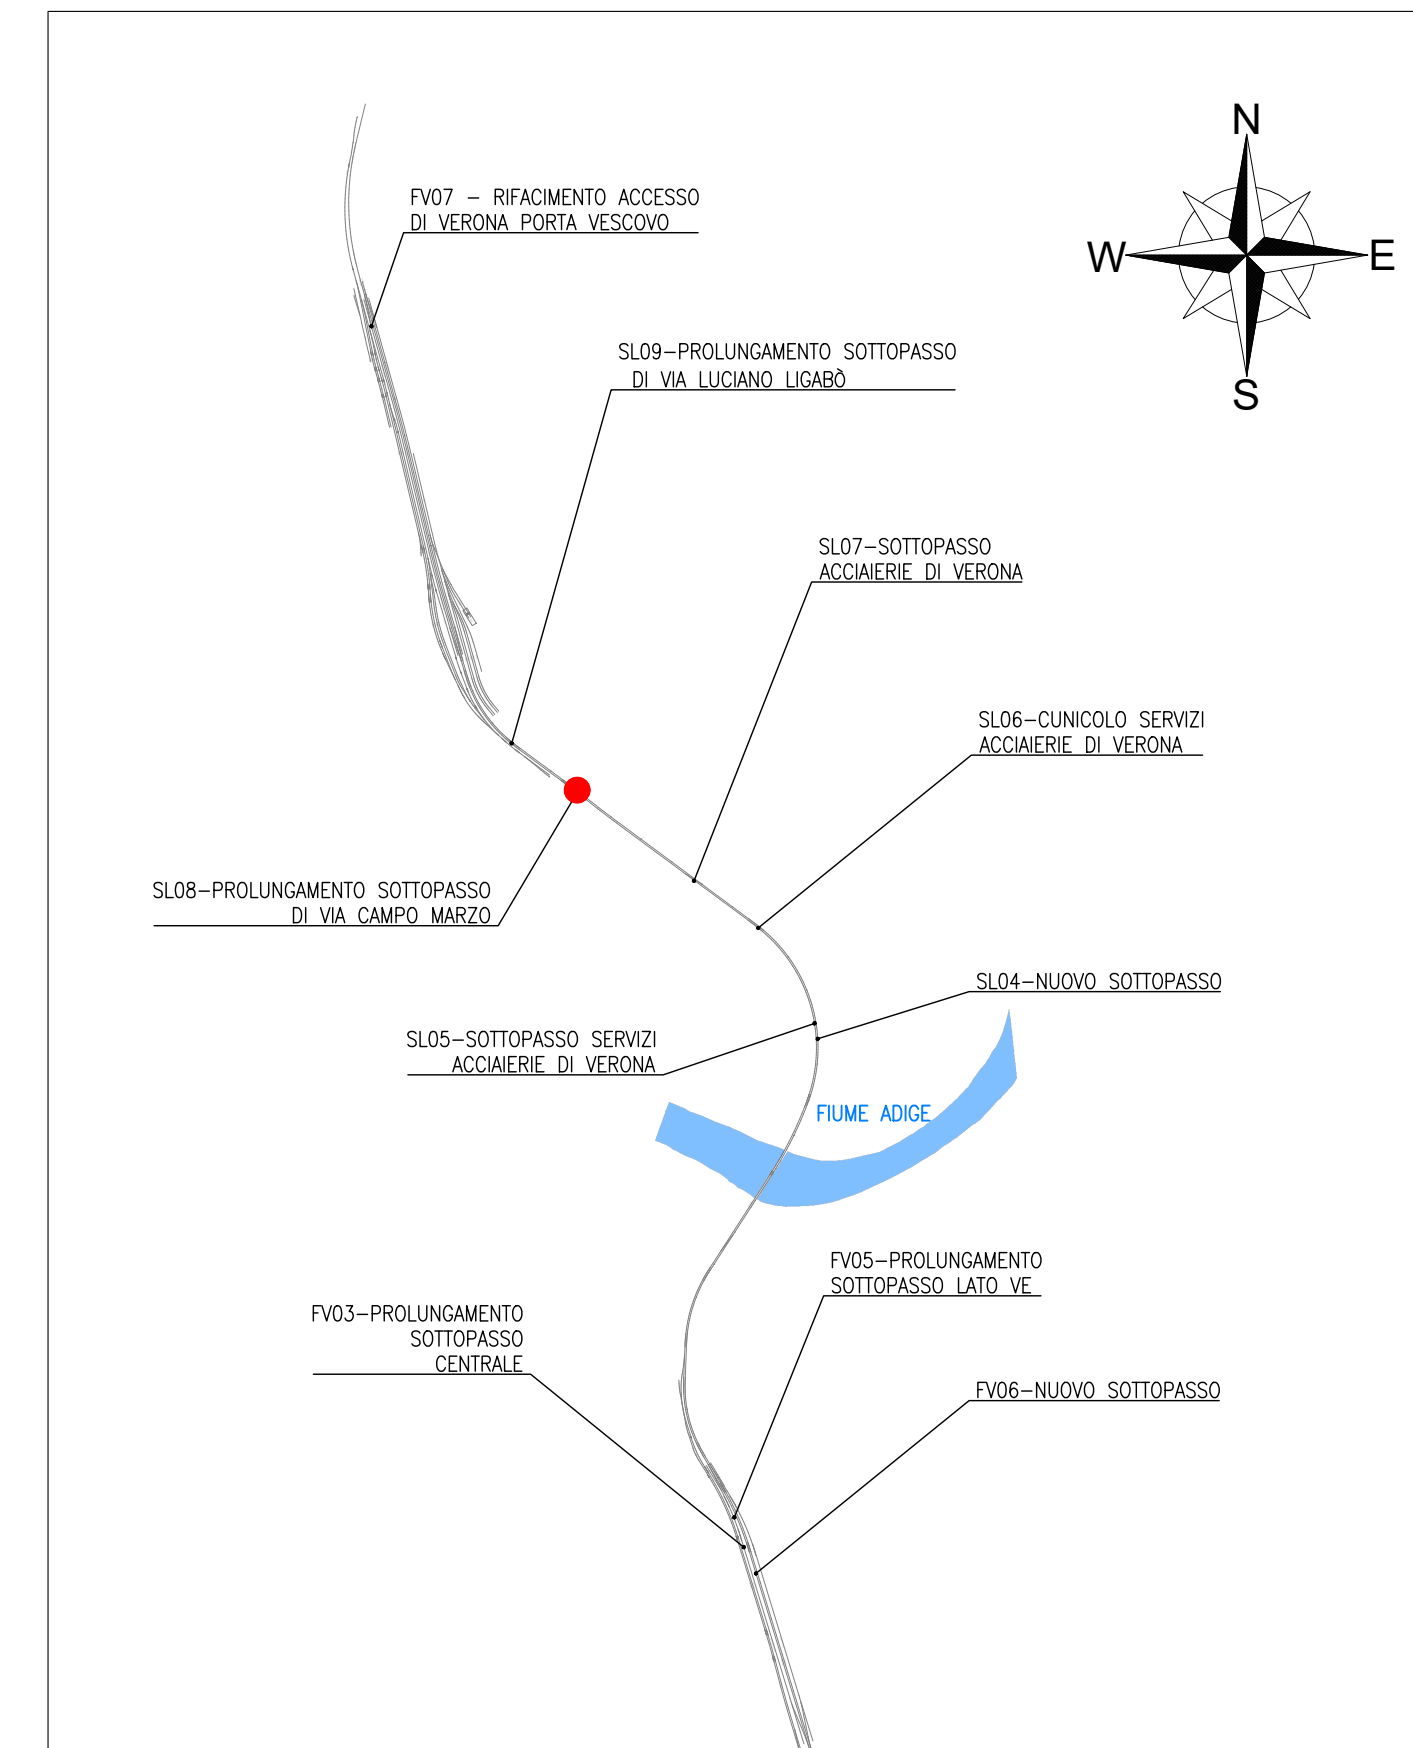 N
FV07 - RIFACIMENTO ACCESSO
DI VERONA PORTA VESCOVO
W
E
SL09-PROLUNGAMENTO SOTTOPASSO
DI VIA LUCIANO LIGABÒ
S
SL07-SOTTOPASSO
ACCIAIERIE DI VERONA
SL06-CUNICOLO SERVIZI
ACCIAIERIE DI VERONA
SL08-PROLUNGAMENTO SOTTOPASSO
DI VIA CAMPO MARZO
SL04-NUOVO SOTTOPASSO
SL05-SOTTOPASSO SERVIZI
ACCIAIERIE DI VERONA
FIUME ADIGE
FV05-PROLUNGAMENTO
SOTTOPASSO LATO VE
FV03-PROLUNGAMENTO
SOTTOPASSO
CENTRALE
FV06-NUOVO SOTTOPASSO